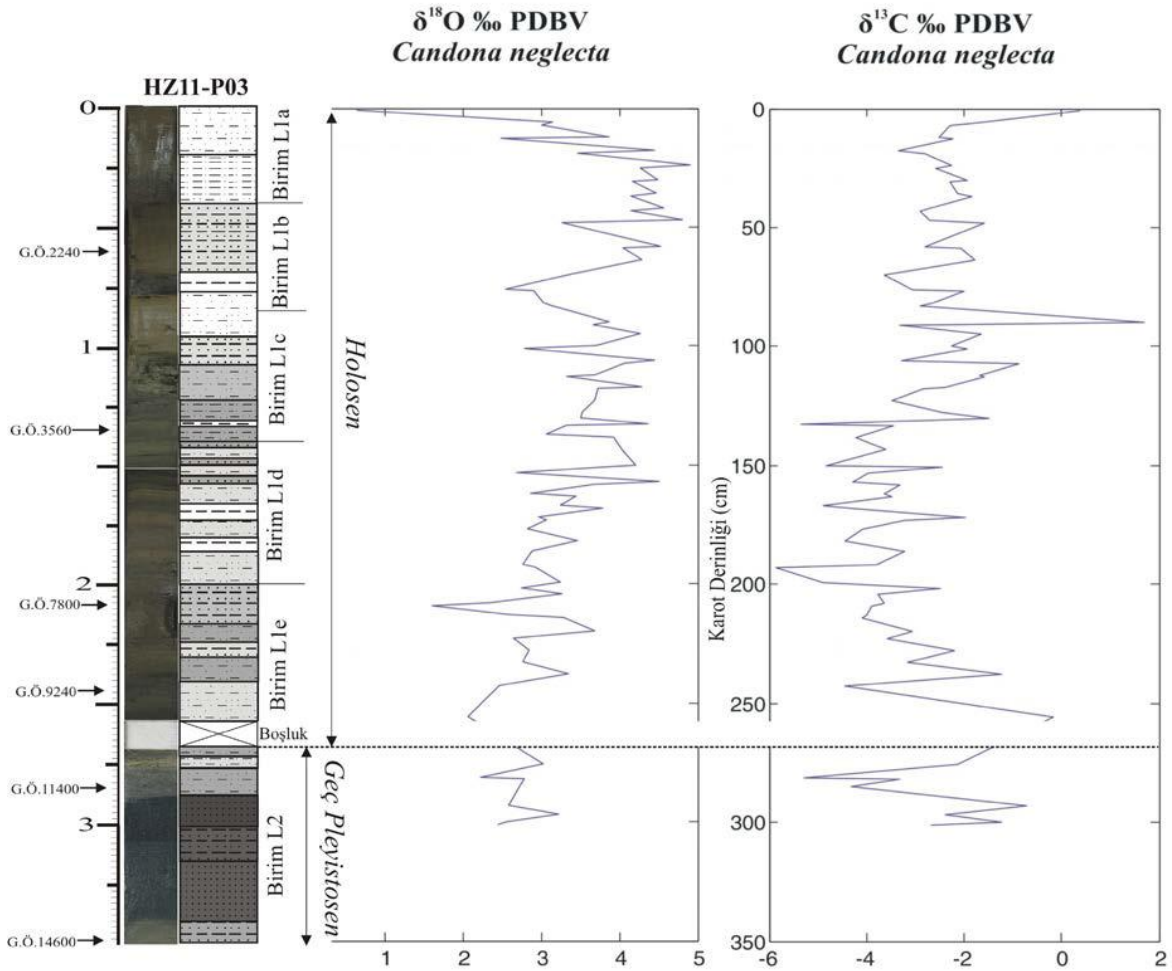 δ¹⁸O ‰ PDBV
Candona neglecta
δ¹³C ‰ PDBV
Candona neglecta
HZ11-P03
0
1
2
3
G.Ö.2240
G.Ö.3560
G.Ö.7800
G.Ö.9240
G.Ö.11400
G.Ö.14600
Birim L1a
Birim L1b
Birim L1c
Birim L1d
Birim L1e
Boşluk
Birim L2
Holosen
Geç Pleyistosen
1 2 3 4 5
Karot Derinliği (cm)
0
50
100
150
200
250
300
350
-6 -4 -2 0 2